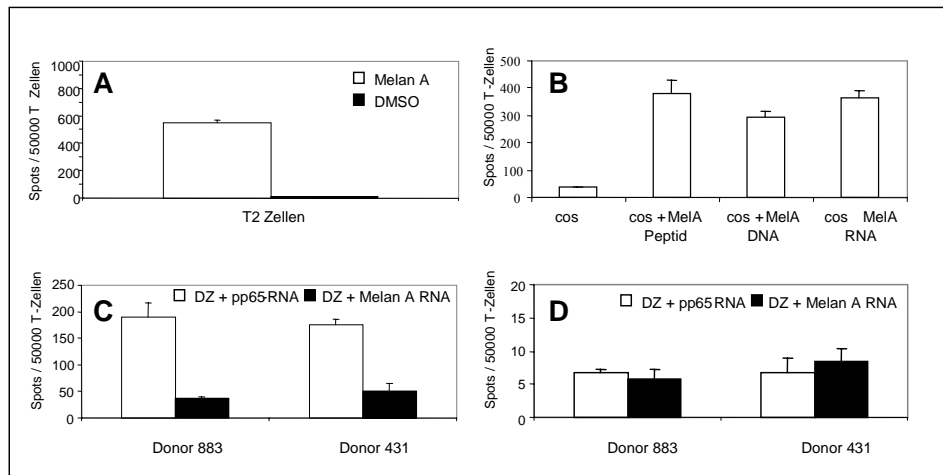 A
Spots / 50000 T Zellen
1000
800
600
400
200
0
Melan A
DMSO
T2 Zellen
B
Spots / 50000 T -Zellen
500
400
300
200
100
0
cos
cos + MelA
Peptid
cos + MelA
DNA
cos MelA
RNA
C
Spots / 50000 T -Zellen
250
200
150
100
50
0
DZ + pp65-RNA
DZ + Melan A RNA
Donor 883
Donor 431
D
Spots / 50000 T -Zellen
20
15
10
5
0
DZ + pp65 RNA
DZ + Melan A RNA
Donor 883
Donor 431